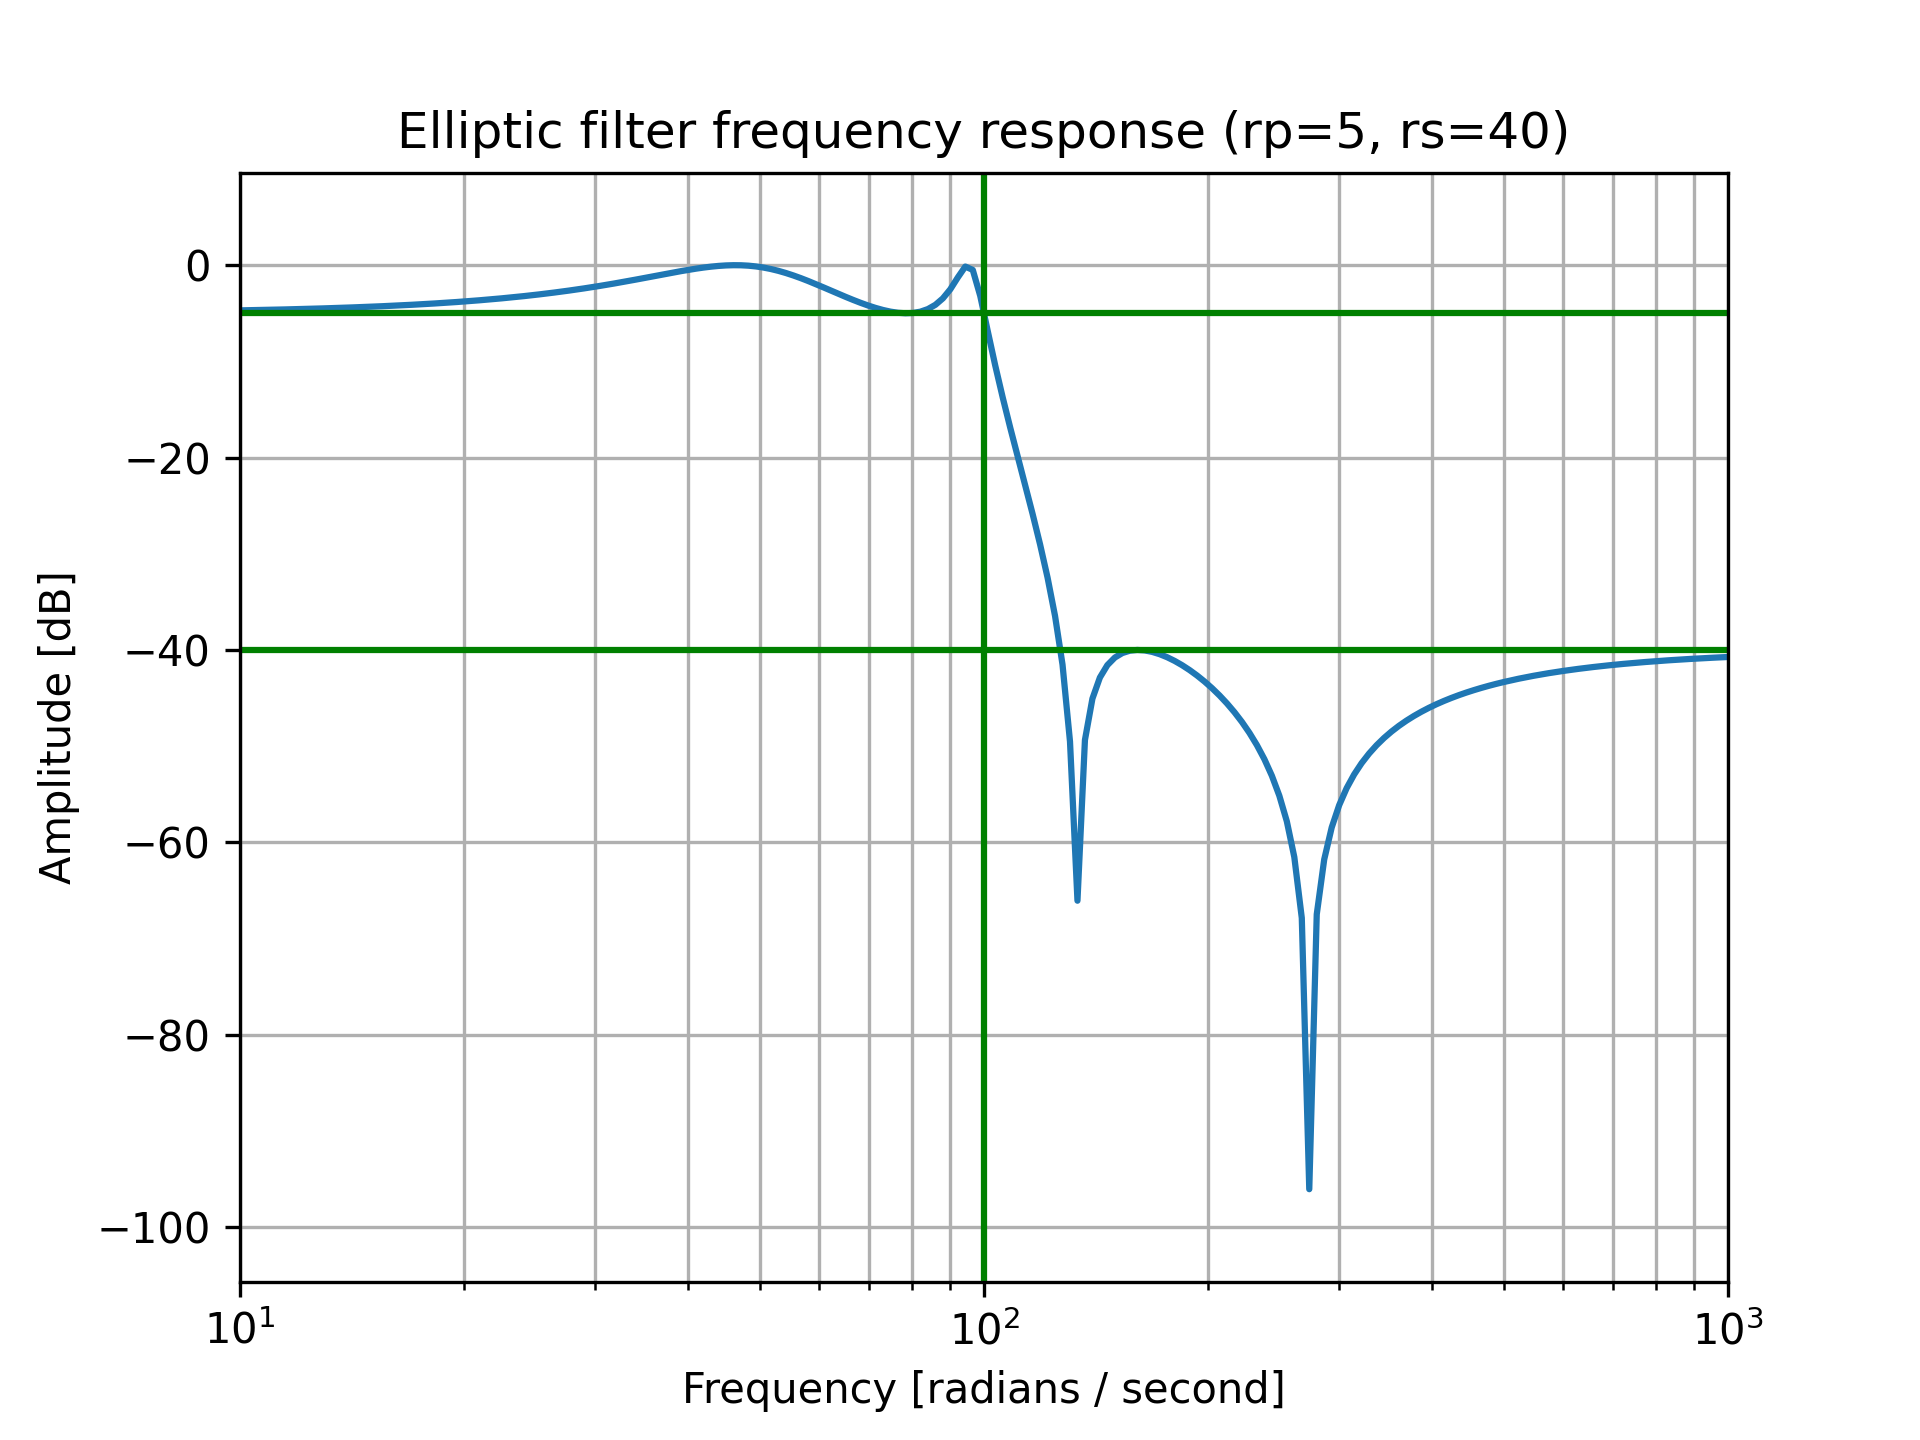 Elliptic filter frequency response (rp=5, rs=40)
Amplitude [dB]
0
−20
−40
−60
−80
−100
10¹ 10² 10³
Frequency [radians / second]